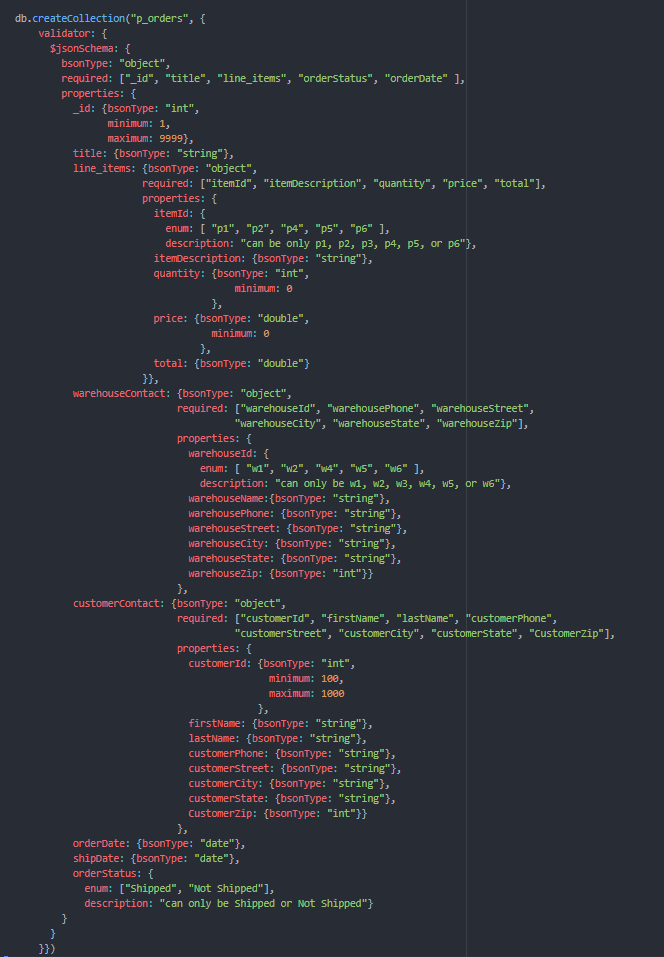 db.createCollection("p_orders", {
validator: {
$jsonSchema: {
bsonType: "object",
required: ["_id", "title", "line_items", "orderStatus", "orderDate" ],
properties: {
_id: {bsonType: "int",
minimum: 1,
maximum: 9999},
title: {bsonType: "string"},
line_items: {bsonType: "object",
required: ["itemId", "itemDescription", "quantity", "price", "total"],
properties: {
itemId: {
enum: [ "p1", "p2", "p4", "p5", "p6" ],
description: "can be only p1, p2, p3, p4, p5, or p6"},
itemDescription: {bsonType: "string"},
quantity: {bsonType: "int",
minimum: 0
},
price: {bsonType: "double",
minimum: 0
},
total: {bsonType: "double"}
}},
warehouseContact: {bsonType: "object",
required: ["warehouseId", "warehousePhone", "warehouseStreet",
"warehouseCity", "warehouseState", "warehouseZip"],
properties: {
warehouseId: {
enum: [ "w1", "w2", "w4", "w5", "w6" ],
description: "can only be w1, w2, w3, w4, w5, or w6"},
warehouseName:{bsonType: "string"},
warehousePhone: {bsonType: "string"},
warehouseStreet: {bsonType: "string"},
warehouseCity: {bsonType: "string"},
warehouseState: {bsonType: "string"},
warehouseZip: {bsonType: "int"}}
},
customerContact: {bsonType: "object",
required: ["customerId", "firstName", "lastName", "customerPhone",
"customerStreet", "customerCity", "customerState", "CustomerZip"],
properties: {
customerId: {bsonType: "int",
minimum: 100,
maximum: 1000
},
firstName: {bsonType: "string"},
lastName: {bsonType: "string"},
customerPhone: {bsonType: "string"},
customerStreet: {bsonType: "string"},
customerCity: {bsonType: "string"},
customerState: {bsonType: "string"},
CustomerZip: {bsonType: "int"}}
},
orderDate: {bsonType: "date"},
shipDate: {bsonType: "date"},
orderStatus: {
enum: ["Shipped", "Not Shipped"],
description: "can only be Shipped or Not Shipped"}
}
}
}})